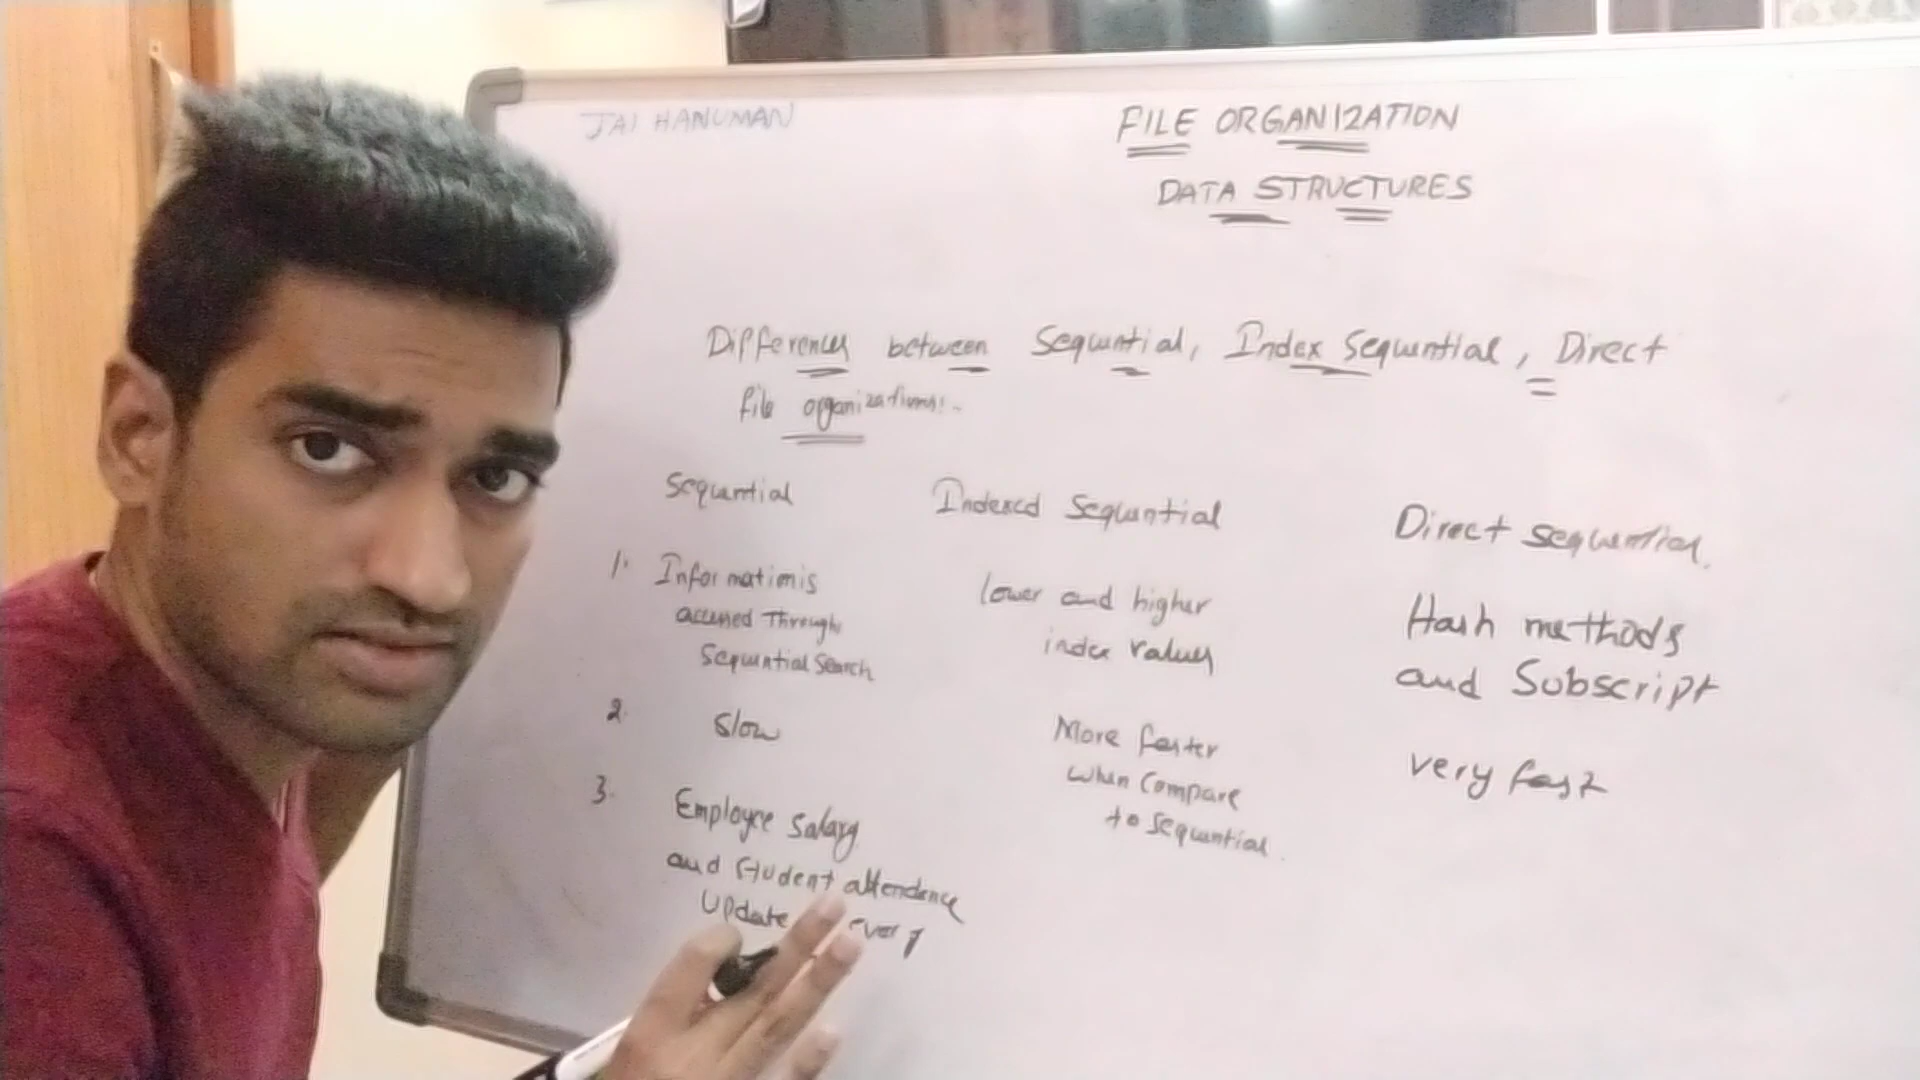 JAI HANUMAN
FILE ORGANIZATION
DATA STRUCTURES
Differences between Sequential, Index Sequential, Direct
file organizations:-
Sequential Indexed Sequential Direct sequential.
1. Information is
accessed through
Sequential Search
lower and higher
index values
Hash methods
and Subscript
2. Slow
More faster
when compare
to sequential.
very fast
3. Employee Salary
and student attendence
Update every